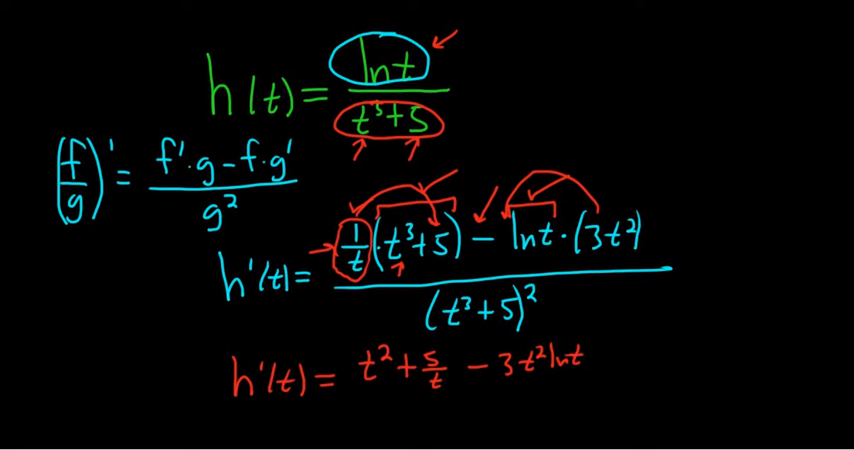 h'(t) = ln t / t³+5
(f/g)' = f'·g - f·g' / g²
h'(t) = 1/t (t³+5) - ln t · (3t²) / (t³+5)²
h'(t) = t² + 5/t - 3t² ln t